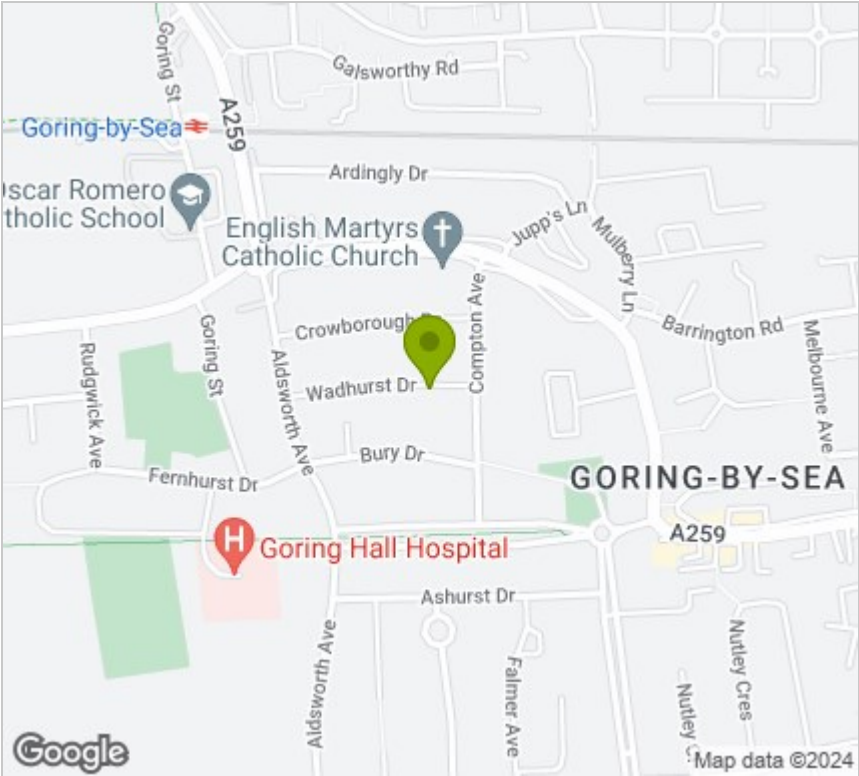 Goring St
Galsworthy Rd
A259
Goring-by-Sea
Ardingly Dr
Oscar Romero
tholic School
English Martyrs
Catholic Church
Jupp's Ln
Mulberry Ln
Compton Ave
Crowborough
Barrington Rd
Melbourne Ave
Goring St
Rudgwick Ave
Aldsworth Ave
Wadhurst Dr
Bury Dr
Fernhurst Dr
GORING-BY-SEA
H
Goring Hall Hospital
A259
Ashurst Dr
Aldsworth Ave
Falmer Ave
Nutley Cres
Nutley
Google
Map data ©2024